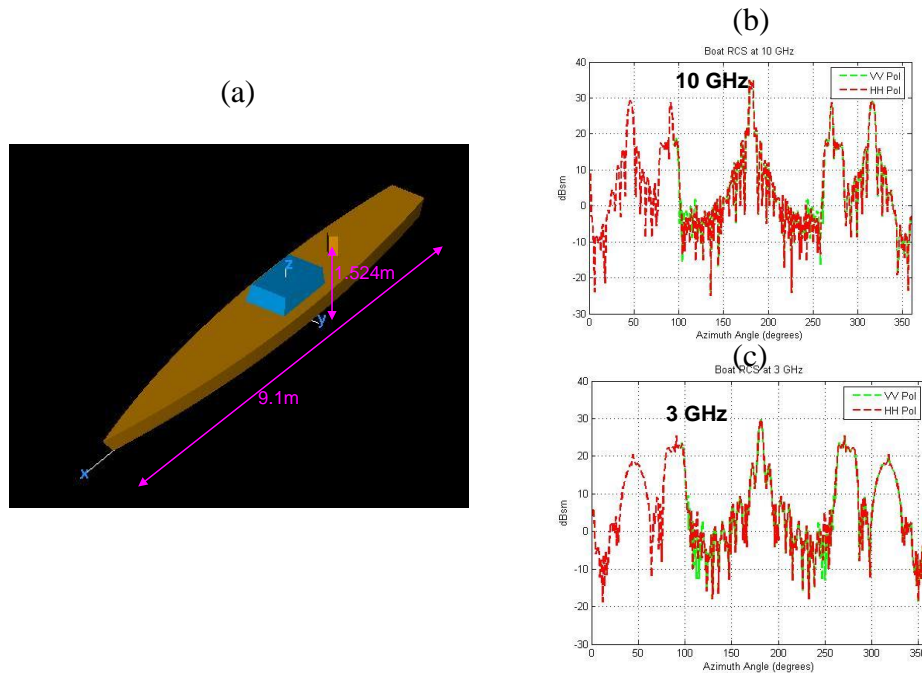 (a)
z
1.524m
y
9.1m
x
(b)
Boat RCS at 10 GHz
10 GHz
VV Pol
HH Pol
dBsm
40
30
20
10
0
-10
-20
-30
0 50 100 150 200 250 300 350
Azimuth Angle (degrees)
(c)
Boat RCS at 3 GHz
3 GHz
VV Pol
HH Pol
dBsm
40
30
20
10
0
-10
-20
-30
0 50 100 150 200 250 300 350
Azimuth Angle (degrees)